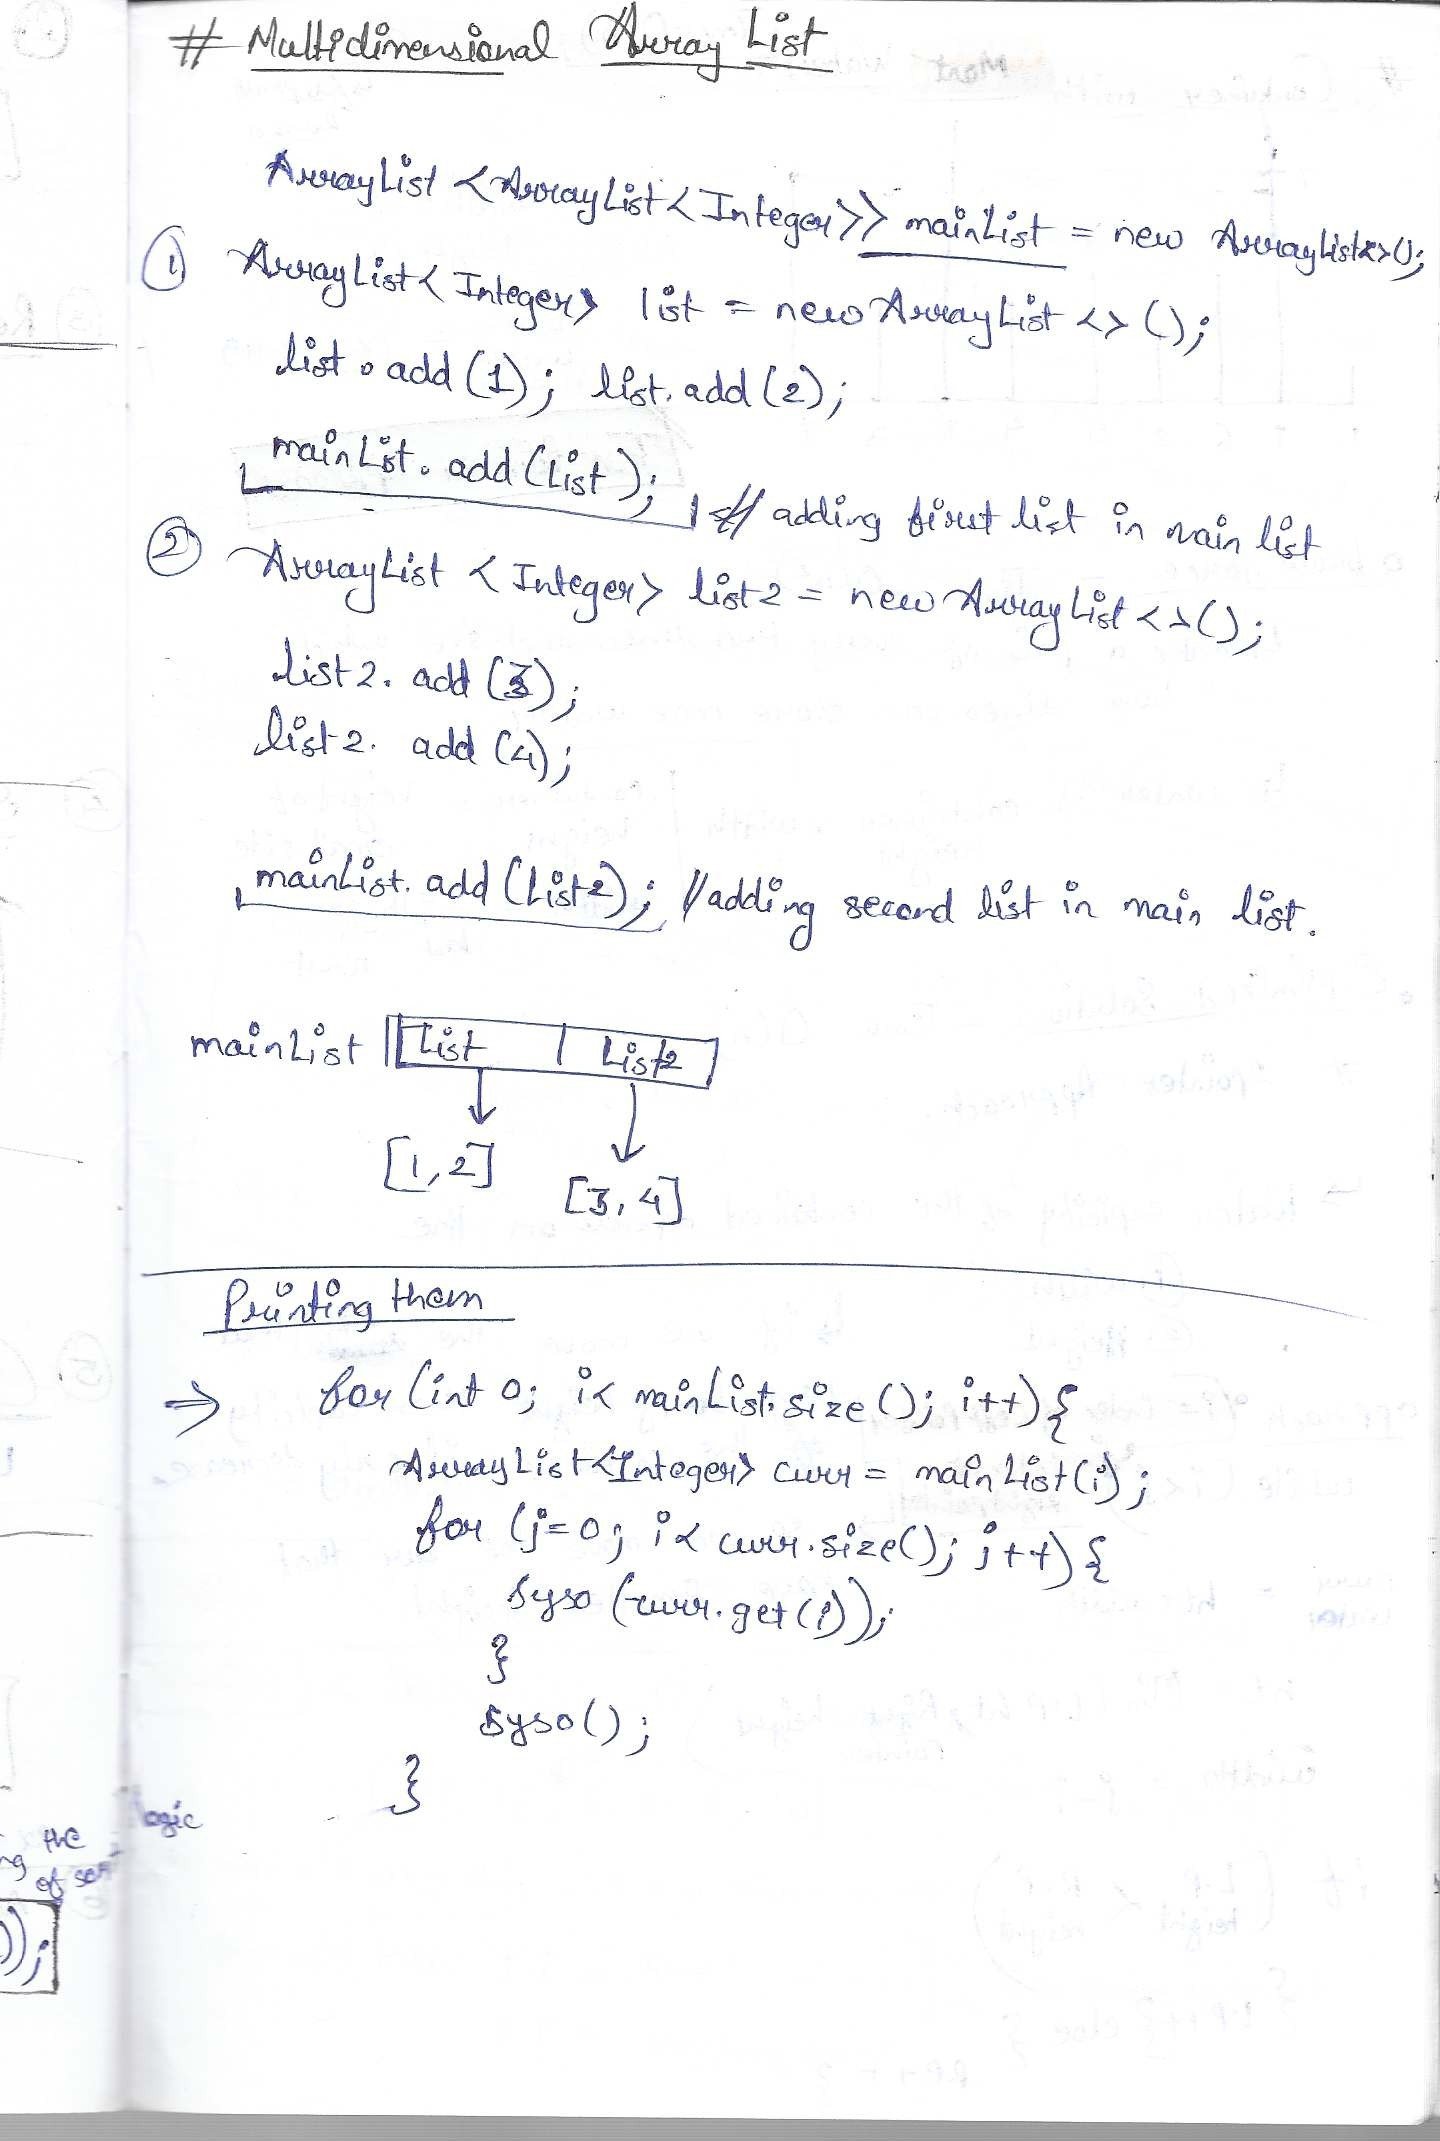 # Multidimensional Array List
ArrayList <ArrayList<Integer>> mainList = new ArrayList<>();
① ArrayList<Integer> list = new ArrayList <>();
list.add(1); list.add(2);
mainList.add(List); // adding first list in main list
② ArrayList <Integer> list2 = new ArrayList<>();
list2. add (3);
list2. add (4);
mainList. add (List2); // adding second list in main list.
mainList List List2
[1,2]
[3,4]
Printing them
⇒ for (int 0; i< mainList.size(); i++){
ArrayList<Integer> curr = mainList(i);
for (j=0; i< curr.size(); j++){
Syso (curr.get(i));
}
Syso();
}
the logic
of
));